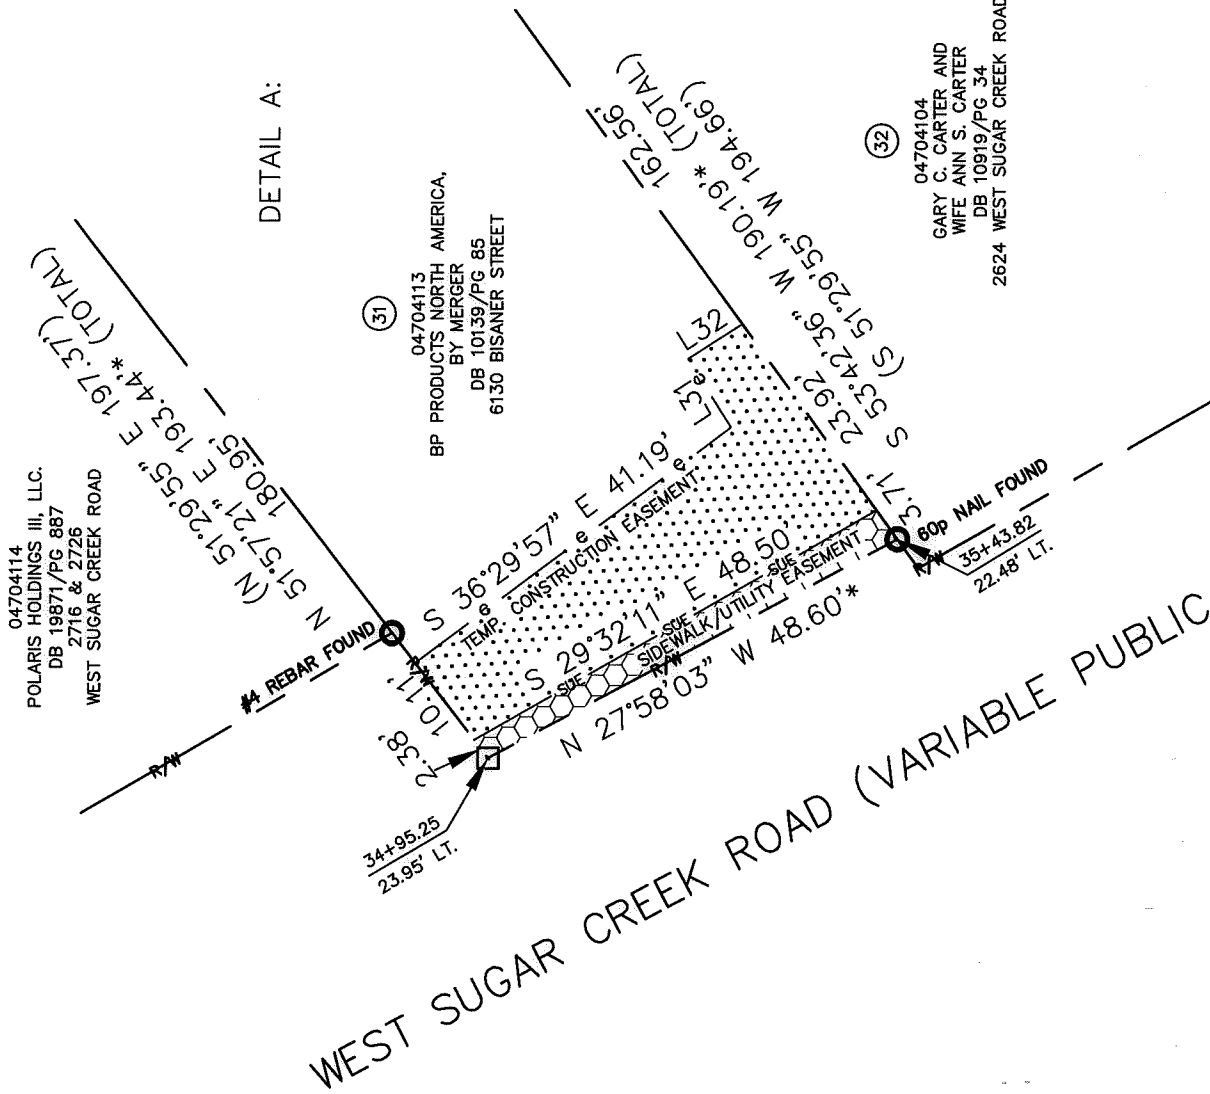 04704114
POLARIS HOLDINGS III, LLC.
DB 19871/PG 887
2716 & 2726
WEST SUGAR CREEK ROAD
(N 51°29'55" E 197.37')
N 51°57'21" E 193.44'* (TOTAL)
180.95'
DETAIL A:
31
04704113
BP PRODUCTS NORTH AMERICA,
BY MERGER
DB 10139/PG 85
6130 BISANER STREET
162.56'
S 53°42'36" W 190.19'* (TOTAL)
(S 51°29'55" W 194.66')
23.92'
3.71'
32
04704104
GARY C. CARTER AND
WIFE ANN S. CARTER
DB 10919/PG 34
2624 WEST SUGAR CREEK ROAD
R/W
#4 REBAR FOUND
R/W
10.11'
2.38'
34+95.25
23.95' LT.
S 36°29'57" E 41.19'
e
e
e
e
L31
L32
TEMP CONSTRUCTION EASEMENT
S 29°32'11" E 48.50'
SUE
SUE
SUE
SIDEWALK/UTILITY EASEMENT
R/W
N 27°58'03" W 48.60'*
60p NAIL FOUND
R/W
35+43.82
22.48' LT.
WEST SUGAR CREEK ROAD (VARIABLE PUBLIC